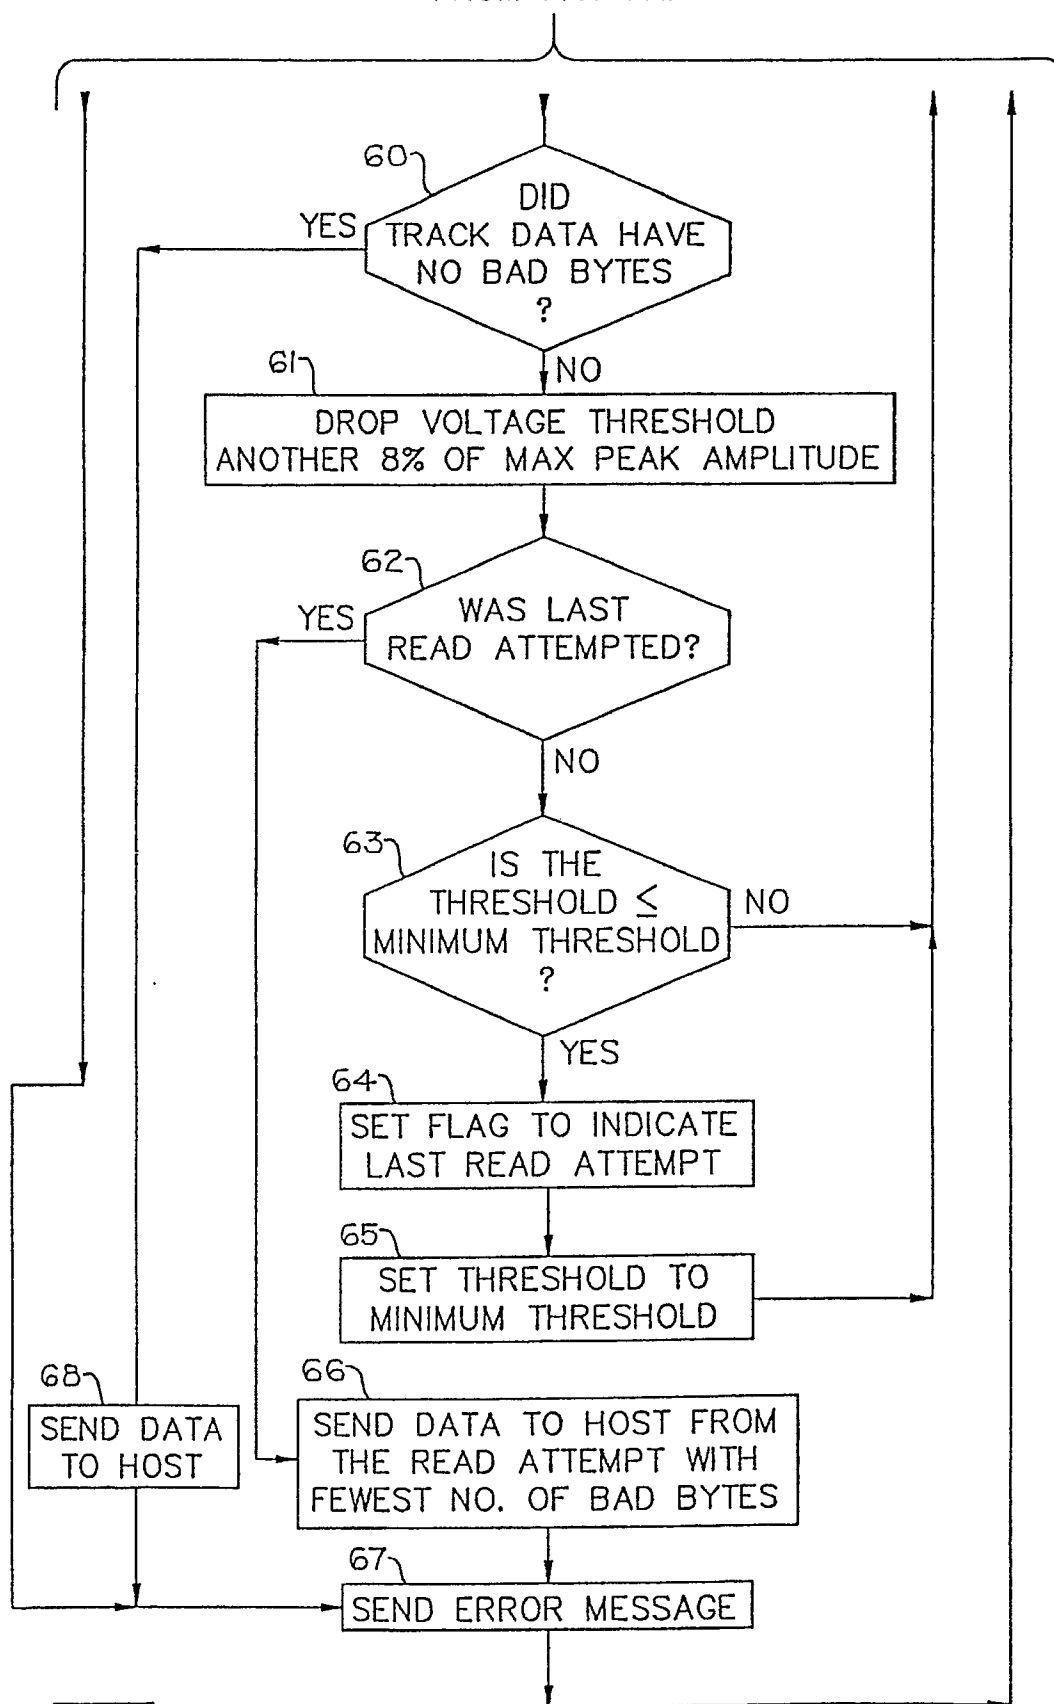 60
DID
TRACK DATA HAVE
NO BAD BYTES
?
YES
NO
61
DROP VOLTAGE THRESHOLD
ANOTHER 8% OF MAX PEAK AMPLITUDE
62
WAS LAST
READ ATTEMPTED?
YES
NO
63
IS THE
THRESHOLD ≤
MINIMUM THRESHOLD
?
NO
YES
64
SET FLAG TO INDICATE
LAST READ ATTEMPT
65
SET THRESHOLD TO
MINIMUM THRESHOLD
68
SEND DATA
TO HOST
66
SEND DATA TO HOST FROM
THE READ ATTEMPT WITH
FEWEST NO. OF BAD BYTES
67
SEND ERROR MESSAGE